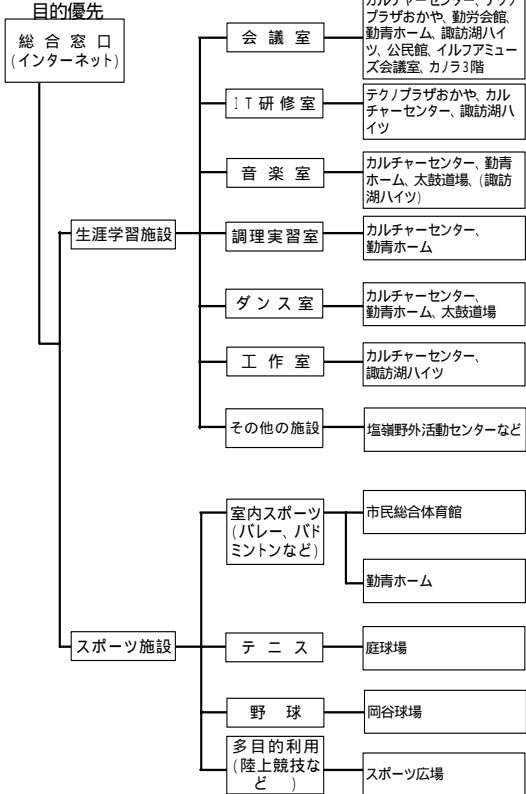 目的優先
総合窓口
(インターネット)
会議室
プラザおかや、勤労会館、
勤青ホーム、諏訪湖ハイ
ツ、公民館、イルフアミュー
ズ会議室、カノラ3階
IT研修室
テクノプラザおかや、カル
チャーセンター、諏訪湖ハ
イツ
音楽室
カルチャーセンター、勤青
ホーム、太鼓道場、(諏訪
湖ハイツ)
生涯学習施設
調理実習室
カルチャーセンター、
勤青ホーム
ダンス室
カルチャーセンター、
勤青ホーム、太鼓道場
工作室
カルチャーセンター、
諏訪湖ハイツ
その他の施設
塩嶺野外活動センターなど
室内スポーツ
(バレー、バド
ミントンなど)
市民総合体育館
勤青ホーム
スポーツ施設
テニス
庭球場
野球
岡谷球場
多目的利用
(陸上競技な
ど)
スポーツ広場